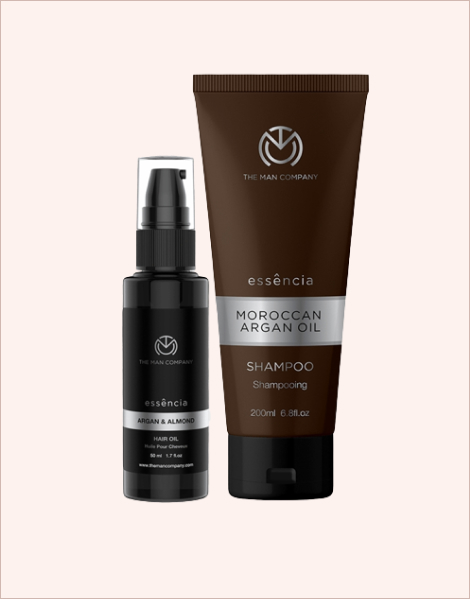 THE MAN COMPANY
essência
ARGAN & ALMOND
HAIR OIL
Huile Pour Cheveux
50 ml 1.7 fl.oz
www.themancompany.com
THE MAN COMPANY
essência
MOROCCAN
ARGAN OIL
SHAMPOO
Shampooing
200ml 6.8fl.oz